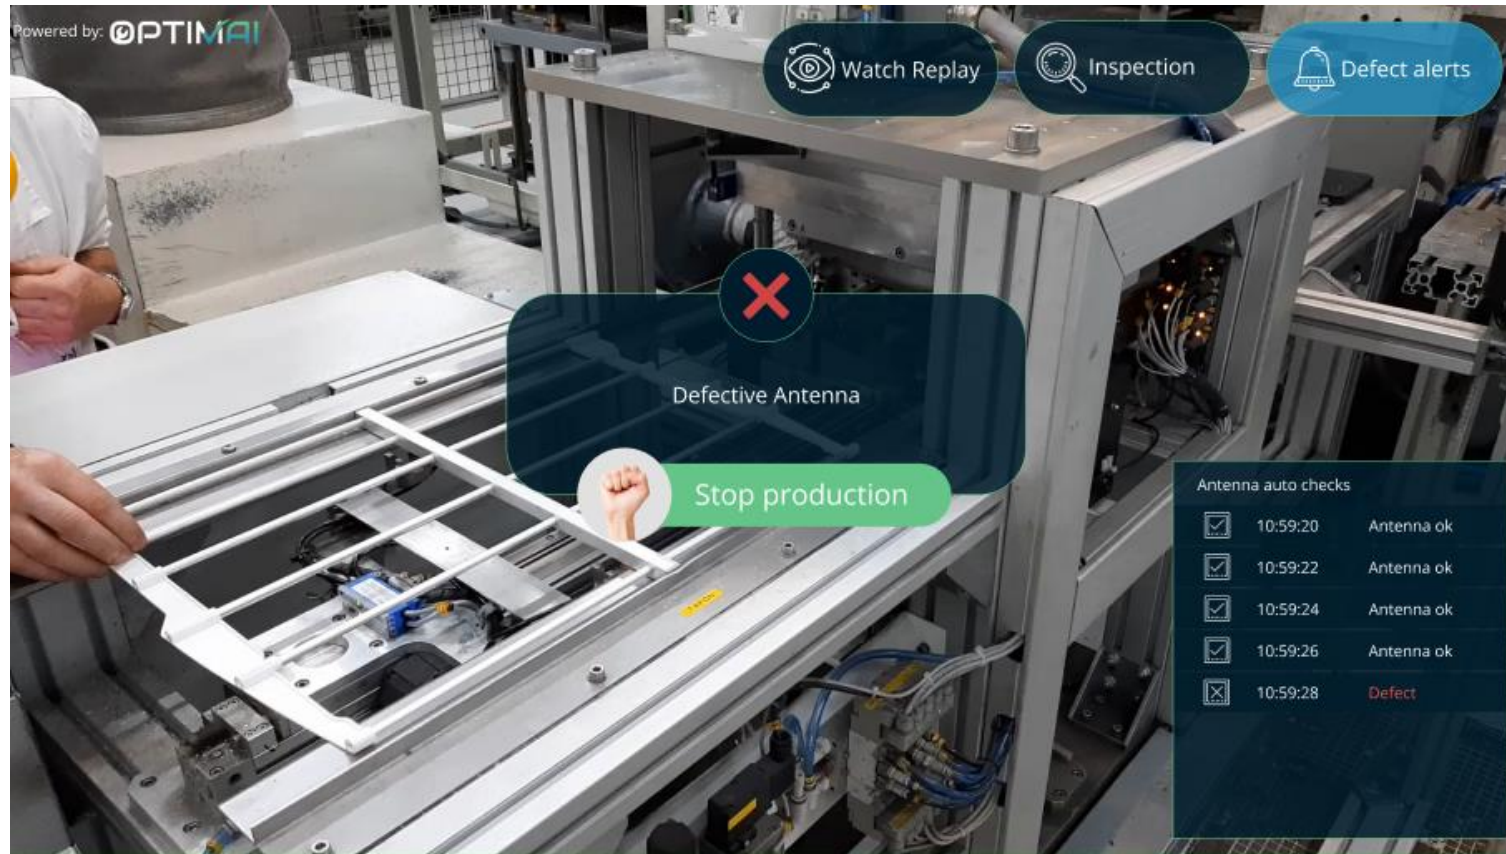 Powered by: OPTIMAI
Watch Replay
Inspection
Defect alerts
Defective Antenna
Stop production
Antenna auto checks
10:59:20 Antenna ok
10:59:22 Antenna ok
10:59:24 Antenna ok
10:59:26 Antenna ok
10:59:28 Defect